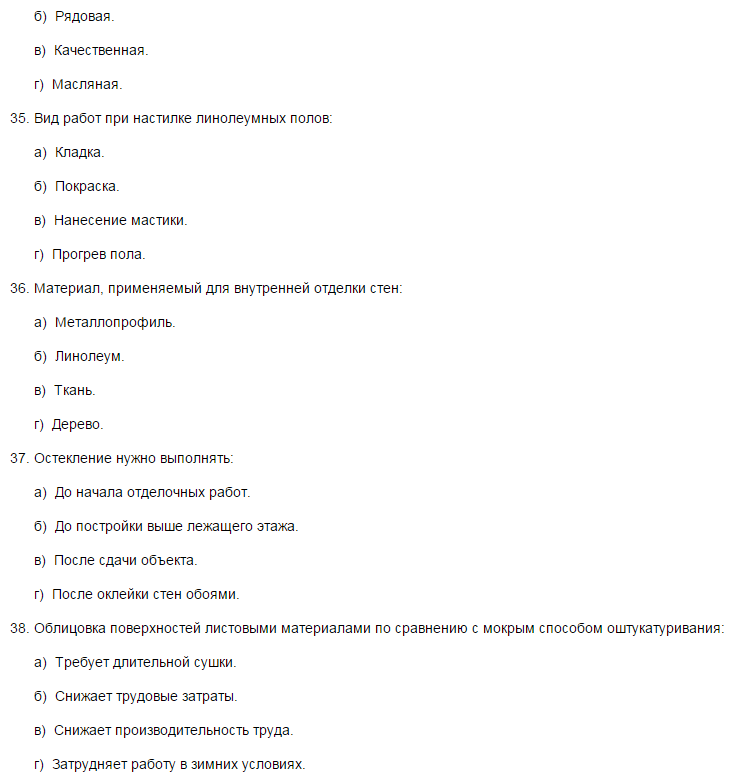 б) Рядовая.
в) Качественная.
г) Масляная.
35. Вид работ при настилке линолеумных полов:
а) Кладка.
б) Покраска.
в) Нанесение мастики.
г) Прогрев пола.
36. Материал, применяемый для внутренней отделки стен:
а) Металлопрофиль.
б) Линолеум.
в) Ткань.
г) Дерево.
37. Остекление нужно выполнять:
а) До начала отделочных работ.
б) До постройки выше лежащего этажа.
в) После сдачи объекта.
г) После оклейки стен обоями.
38. Облицовка поверхностей листовыми материалами по сравнению с мокрым способом оштукатуривания:
а) Требует длительной сушки.
б) Снижает трудовые затраты.
в) Снижает производительность труда.
г) Затрудняет работу в зимних условиях.